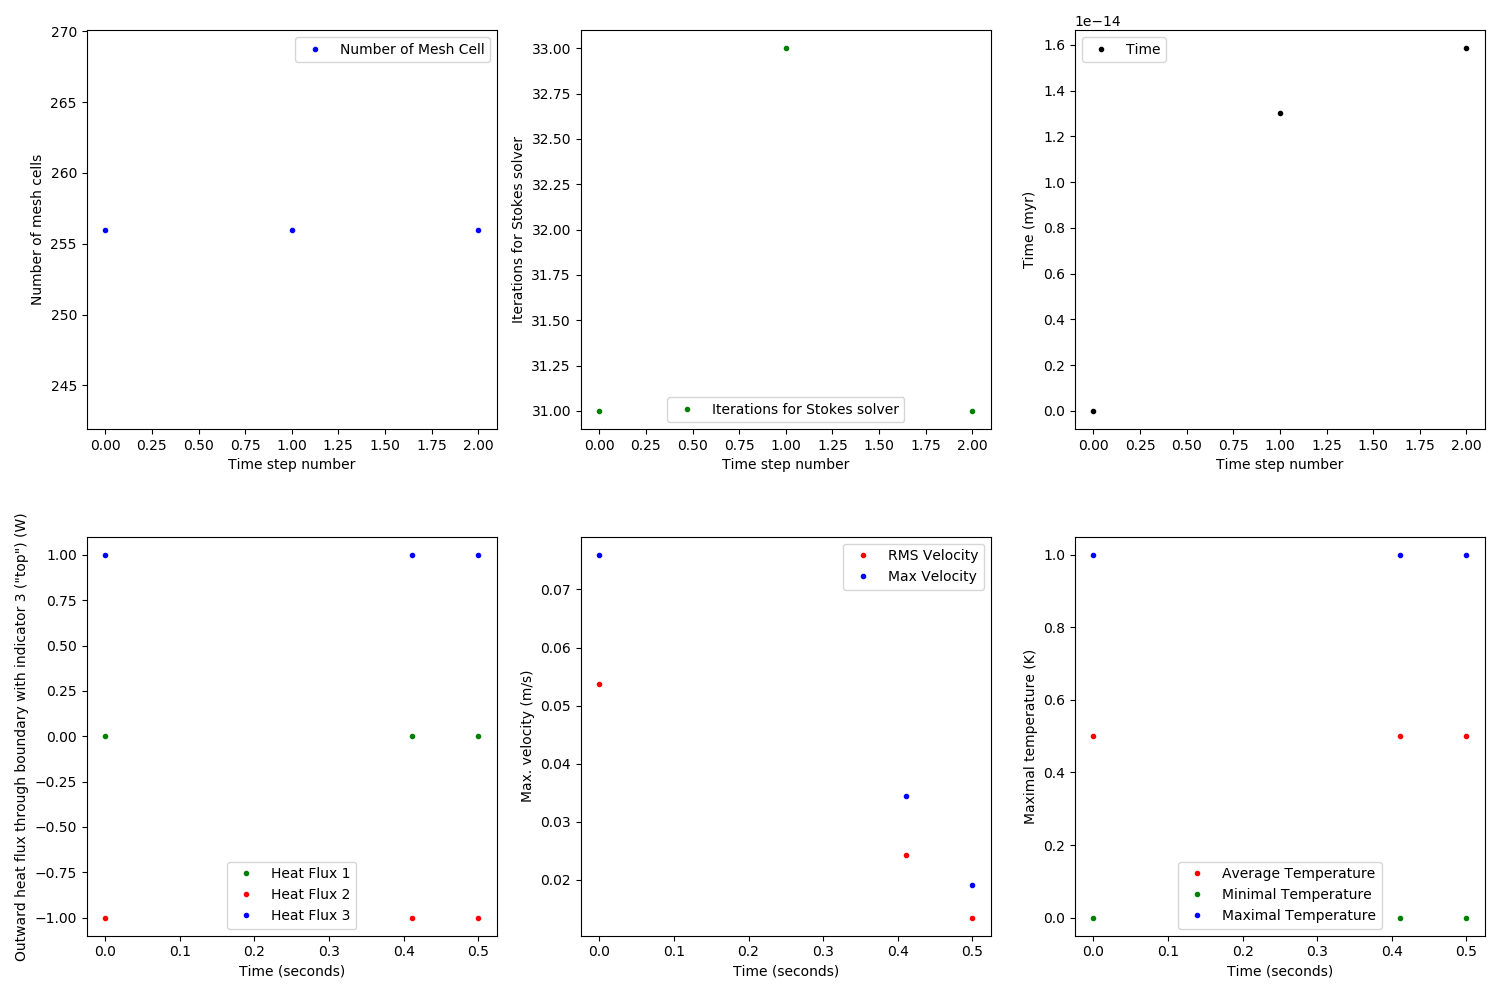 270
265
260
255
250
245
Number of mesh cells
Number of Mesh Cell
0.00 0.25 0.50 0.75 1.00 1.25 1.50 1.75 2.00
Time step number
33.00
32.75
32.50
32.25
32.00
31.75
31.50
31.25
31.00
Iterations for Stokes solver
Iterations for Stokes solver
0.00 0.25 0.50 0.75 1.00 1.25 1.50 1.75 2.00
Time step number
1e−14
1.6
1.4
1.2
1.0
0.8
0.6
0.4
0.2
0.0
Time (myr)
Time
0.00 0.25 0.50 0.75 1.00 1.25 1.50 1.75 2.00
Time step number
1.00
0.75
0.50
0.25
0.00
−0.25
−0.50
−0.75
−1.00
Outward heat flux through boundary with indicator 3 ("top") (W)
Heat Flux 1
Heat Flux 2
Heat Flux 3
0.0 0.1 0.2 0.3 0.4 0.5
Time (seconds)
0.07
0.06
0.05
0.04
0.03
0.02
Max. velocity (m/s)
RMS Velocity
Max Velocity
0.0 0.1 0.2 0.3 0.4 0.5
Time (seconds)
1.0
0.8
0.6
0.4
0.2
0.0
Maximal temperature (K)
Average Temperature
Minimal Temperature
Maximal Temperature
0.0 0.1 0.2 0.3 0.4 0.5
Time (seconds)